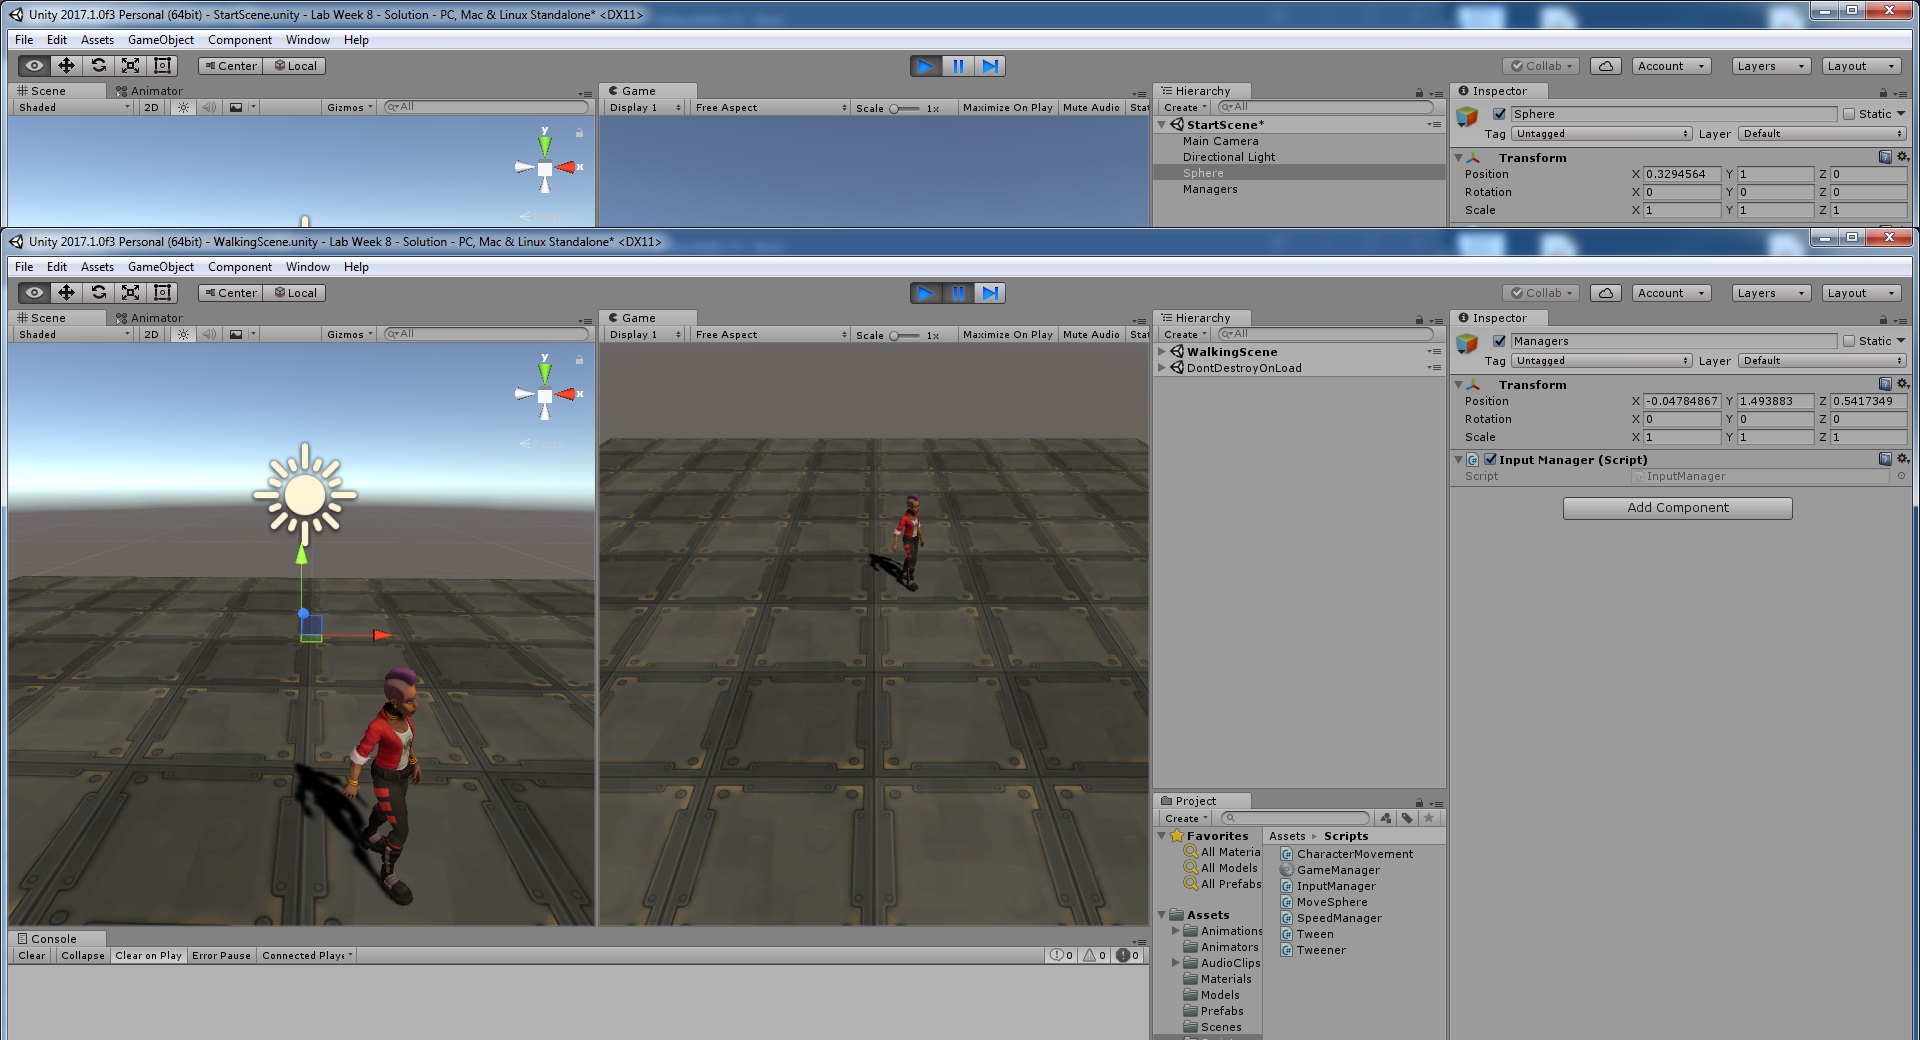 Unity 2017.1.0f3 Personal (64bit) - StartScene.unity - Lab Week 8 - Solution - PC, Mac & Linux Standalone* <DX11>
File Edit Assets GameObject Component Window Help
Center Local Collab Account Layers Layout
Scene Animator Game Hierarchy Inspector
Shaded 2D Gizmos All Display 1 Free Aspect Scale 1x Maximize On Play Mute Audio Stat Create All Sphere Static
StartScene*
Tag Untagged Layer Default
Main Camera
Directional Light
Sphere
Managers
y
x
Persp
Transform
Position X 0.3294564 Y 1 Z 0
Rotation X 0 Y 0 Z 0
Scale X 1 Y 1 Z 1
Unity 2017.1.0f3 Personal (64bit) - WalkingScene.unity - Lab Week 8 - Solution - PC, Mac & Linux Standalone* <DX11>
File Edit Assets GameObject Component Window Help
Center Local Collab Account Layers Layout
Scene Animator Game Hierarchy Inspector
Shaded 2D Gizmos All Display 1 Free Aspect Scale 1x Maximize On Play Mute Audio Stat Create All Managers Static
WalkingScene
DontDestroyOnLoad
Tag Untagged Layer Default
y
x
Persp
Transform
Position X -0.04784867 Y 1.493883 Z 0.5417349
Rotation X 0 Y 0 Z 0
Scale X 1 Y 1 Z 1
Input Manager (Script)
Script InputManager
Add Component
Project
Create
Favorites
All Materia
All Models
All Prefabs
Assets
Animations
Animators
AudioClips
Materials
Models
Prefabs
Scenes
Assets Scripts
CharacterMovement
GameManager
InputManager
MoveSphere
SpeedManager
Tween
Tweener
Console
Clear Collapse Clear on Play Error Pause Connected Playe 0 0 0